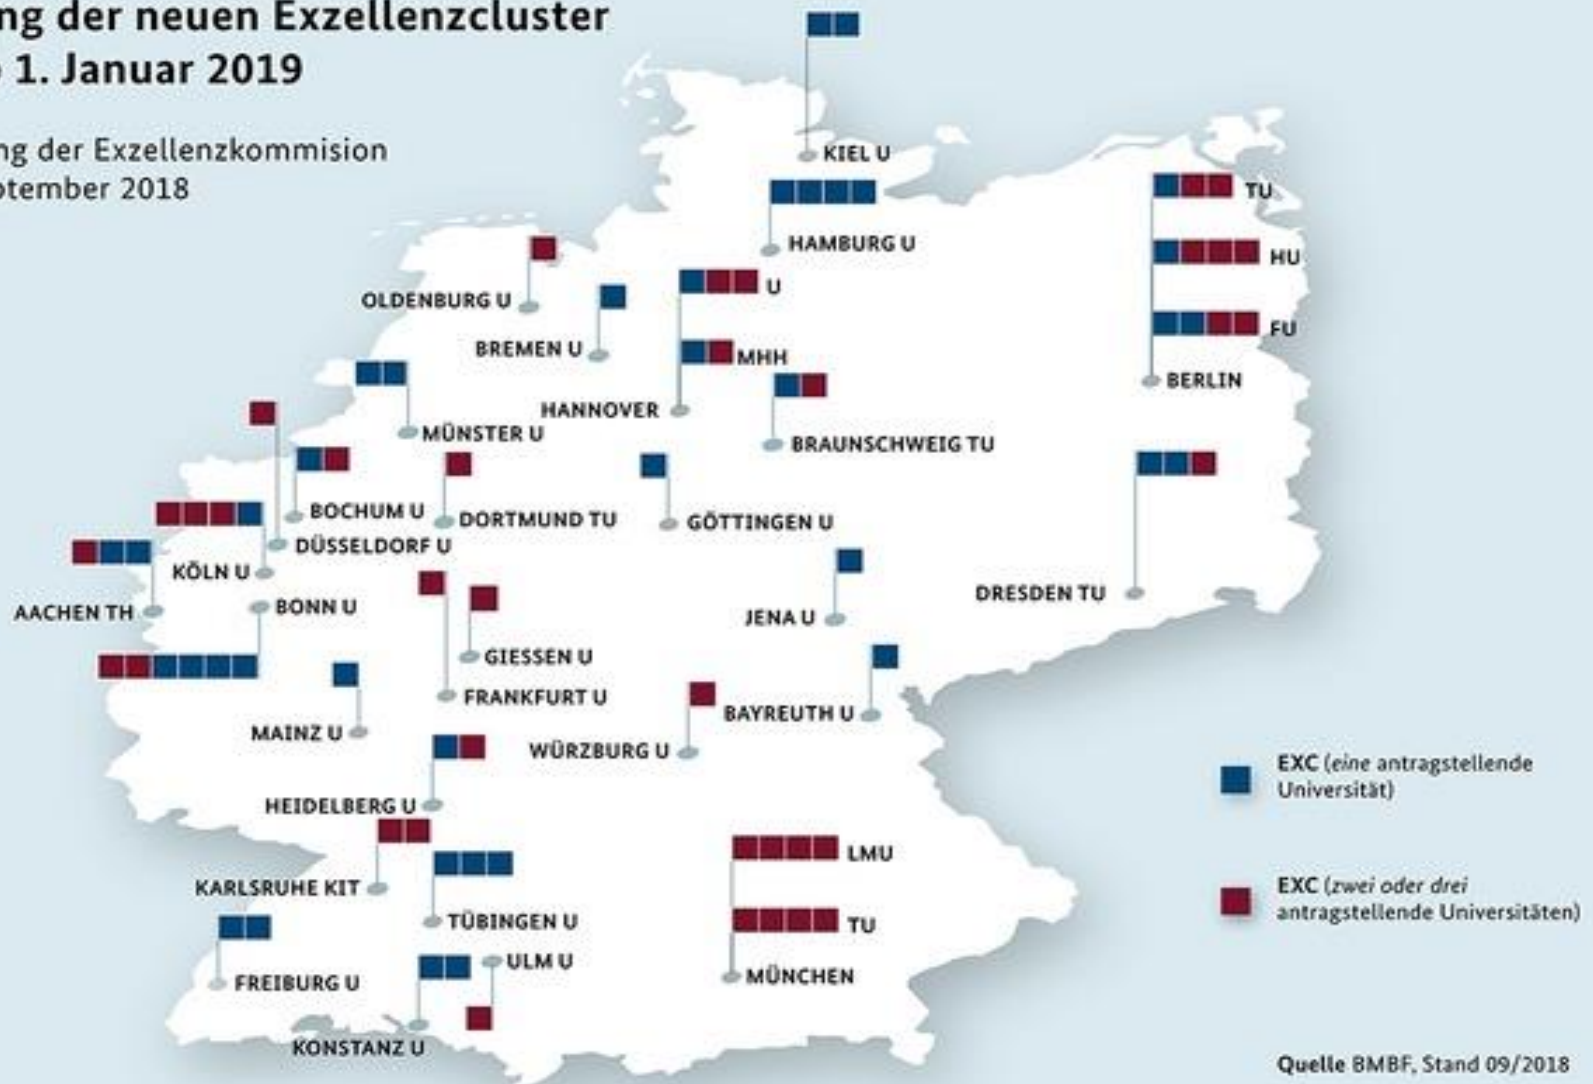 ng der neuen Exzellenzcluster
1. Januar 2019
ng der Exzellenzkommision
ptember 2018
KIEL U
HAMBURG U
TU
HU
FU
BERLIN
OLDENBURG U
BREMEN U
U
MHH
HANNOVER
BRAUNSCHWEIG TU
MÜNSTER U
BOCHUM U
DORTMUND TU
GÖTTINGEN U
DÜSSELDORF U
KÖLN U
AACHEN TH
BONN U
JENA U
DRESDEN TU
GIESSEN U
FRANKFURT U
MAINZ U
BAYREUTH U
WÜRZBURG U
HEIDELBERG U
KARLSRUHE KIT
TÜBINGEN U
LMU
TU
MÜNCHEN
FREIBURG U
ULM U
KONSTANZ U
EXC (eine antragstellende
Universität)
EXC (zwei oder drei
antragstellende Universitäten)
Quelle BMBF, Stand 09/2018